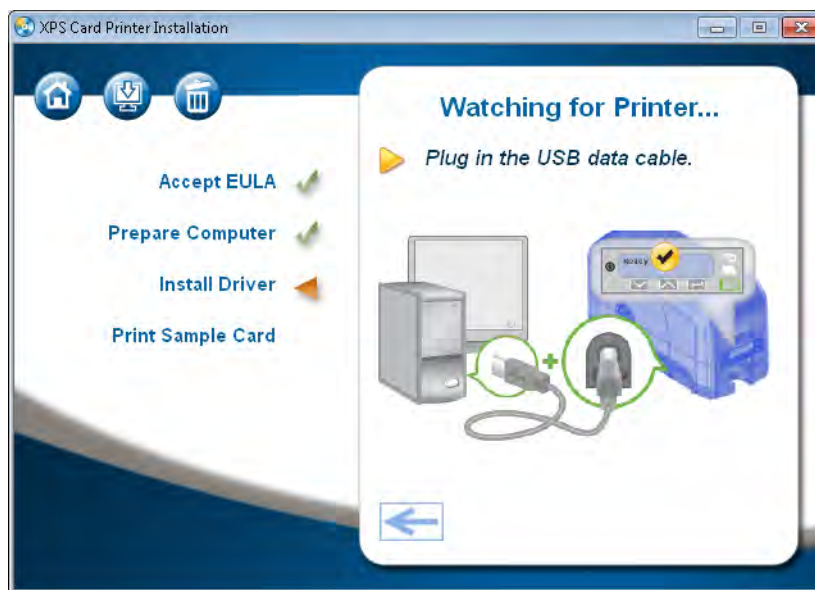 XPS Card Printer Installation
Watching for Printer...
Plug in the USB data cable.
Accept EULA
Prepare Computer
Install Driver
Print Sample Card
Ready